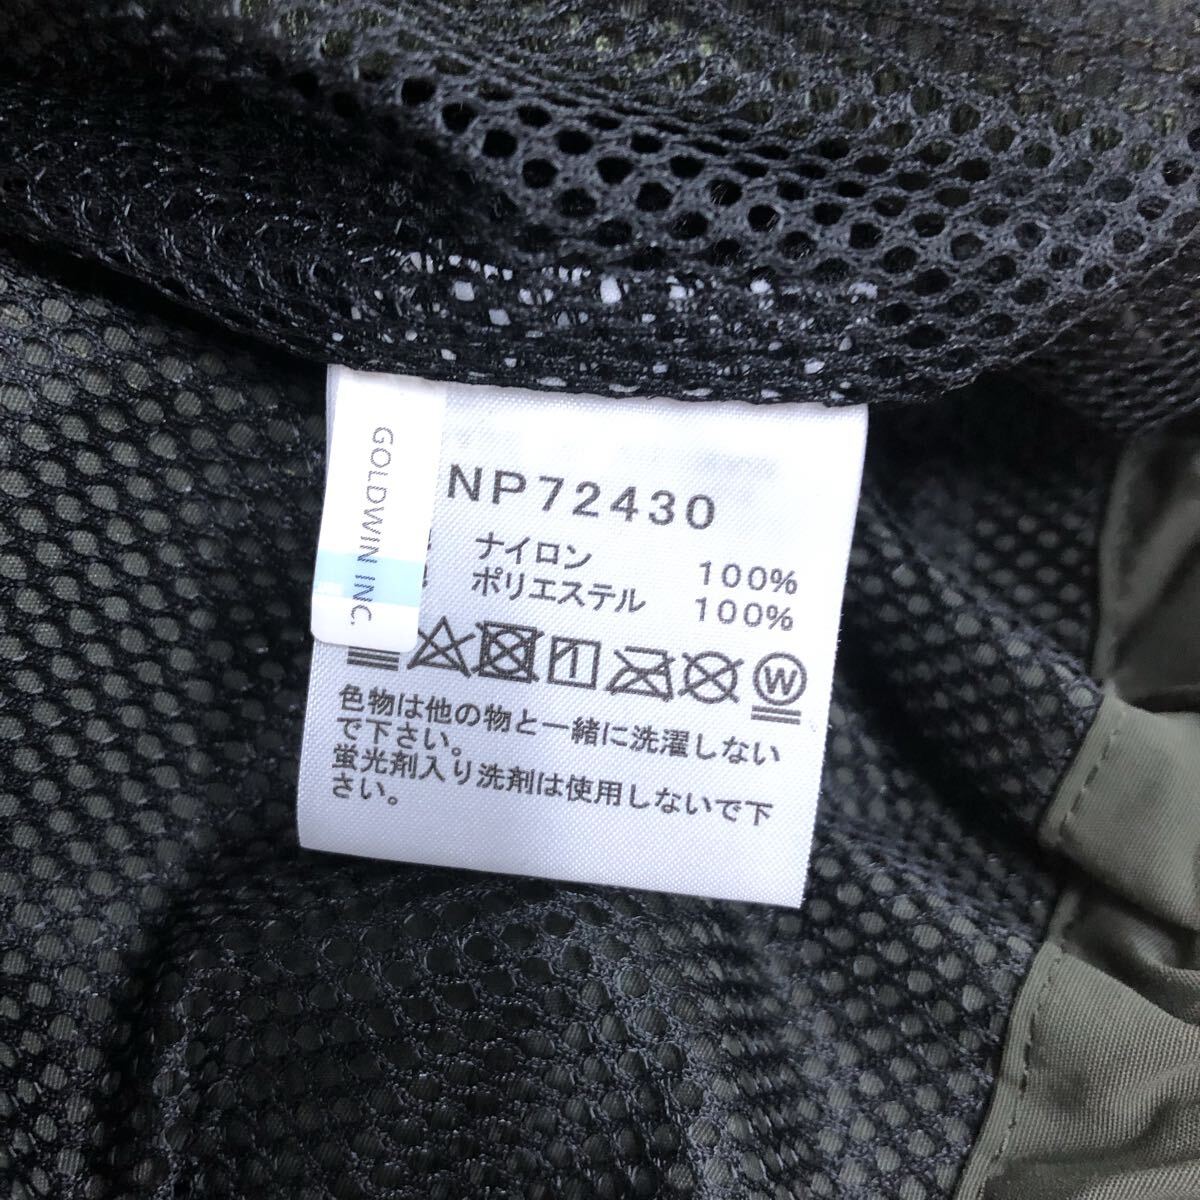 GOLDWIN INC.
NP72430
ナイロン 100%
ポリエステル 100%
W
色物は他の物と一緒に洗濯しない
で下さい。
蛍光剤入り洗剤は使用しないで下
さい。